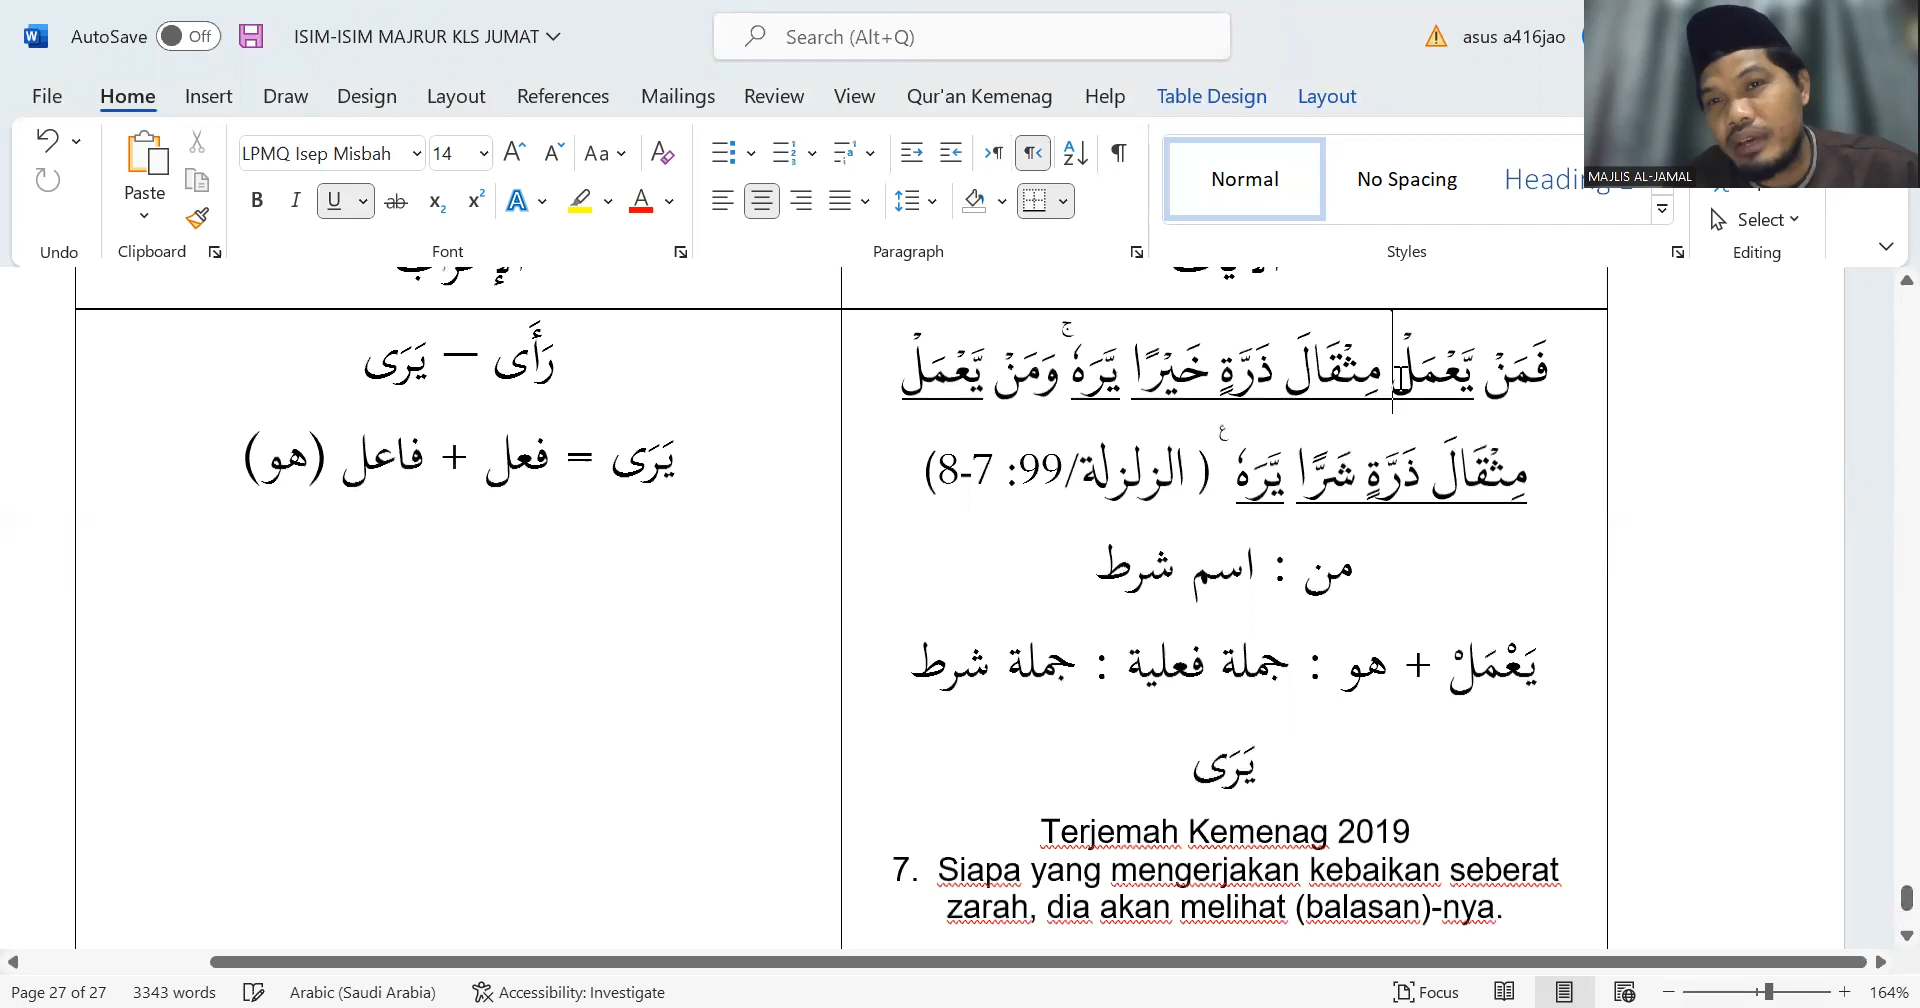 AutoSave Off ISIM-ISIM MAJRUR KLS JUMAT Search (Alt+Q) asus a416jao
File Home Insert Draw Design Layout References Mailings Review View Qur'an Kemenag Help Table Design Layout
MAJLIS AL-JAMAL
LPMQ Isep Misbah 14
Paste
Normal No Spacing Heading
Select
Undo Clipboard Font Paragraph Styles Editing
فَمَنْ يَّعْمَلْ مِثْقَالَ ذَرَّةٍ خَيْرًا يَّرَهٗۚ وَمَنْ يَّعْمَلْ
مِثْقَالَ ذَرَّةٍ شَرًّا يَّرَهٗ ࣖ ( الزلزلة/99: 7-8)
من : اسم شرط
يَعْمَلْ + هو : جملة فعلية : جملة شرط
يَرَى
Terjemah Kemenag 2019
7. Siapa yang mengerjakan kebaikan seberat
zarah, dia akan melihat (balasan)-nya.
رَأَى – يَرَى
يَرَى = فعل + فاعل (هو)
Page 27 of 27 3343 words Arabic (Saudi Arabia) Accessibility: Investigate Focus 164%